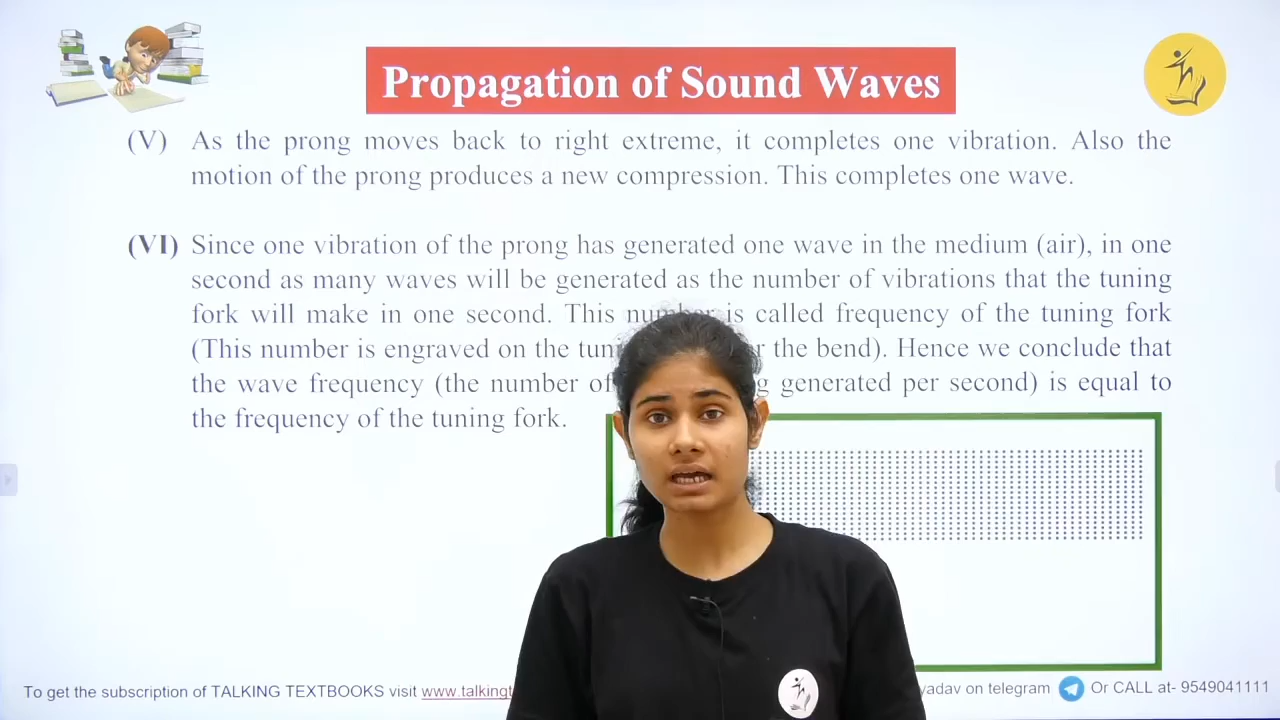 Propagation of Sound Waves
(V) As the prong moves back to right extreme, it completes one vibration. Also the
motion of the prong produces a new compression. This completes one wave.
(VI) Since one vibration of the prong has generated one wave in the medium (air), in one
second as many waves will be generated as the number of vibrations that the tuning
fork will make in one second. This number is called frequency of the tuning fork
(This number is engraved on the the bend). Hence we conclude that
the wave frequency (the number of generated per second) is equal to
the frequency of the tuning fork.
To get the subscription of TALKING TEXTBOOKS visit www.talkingt yadav on telegram Or CALL at- 9549041111